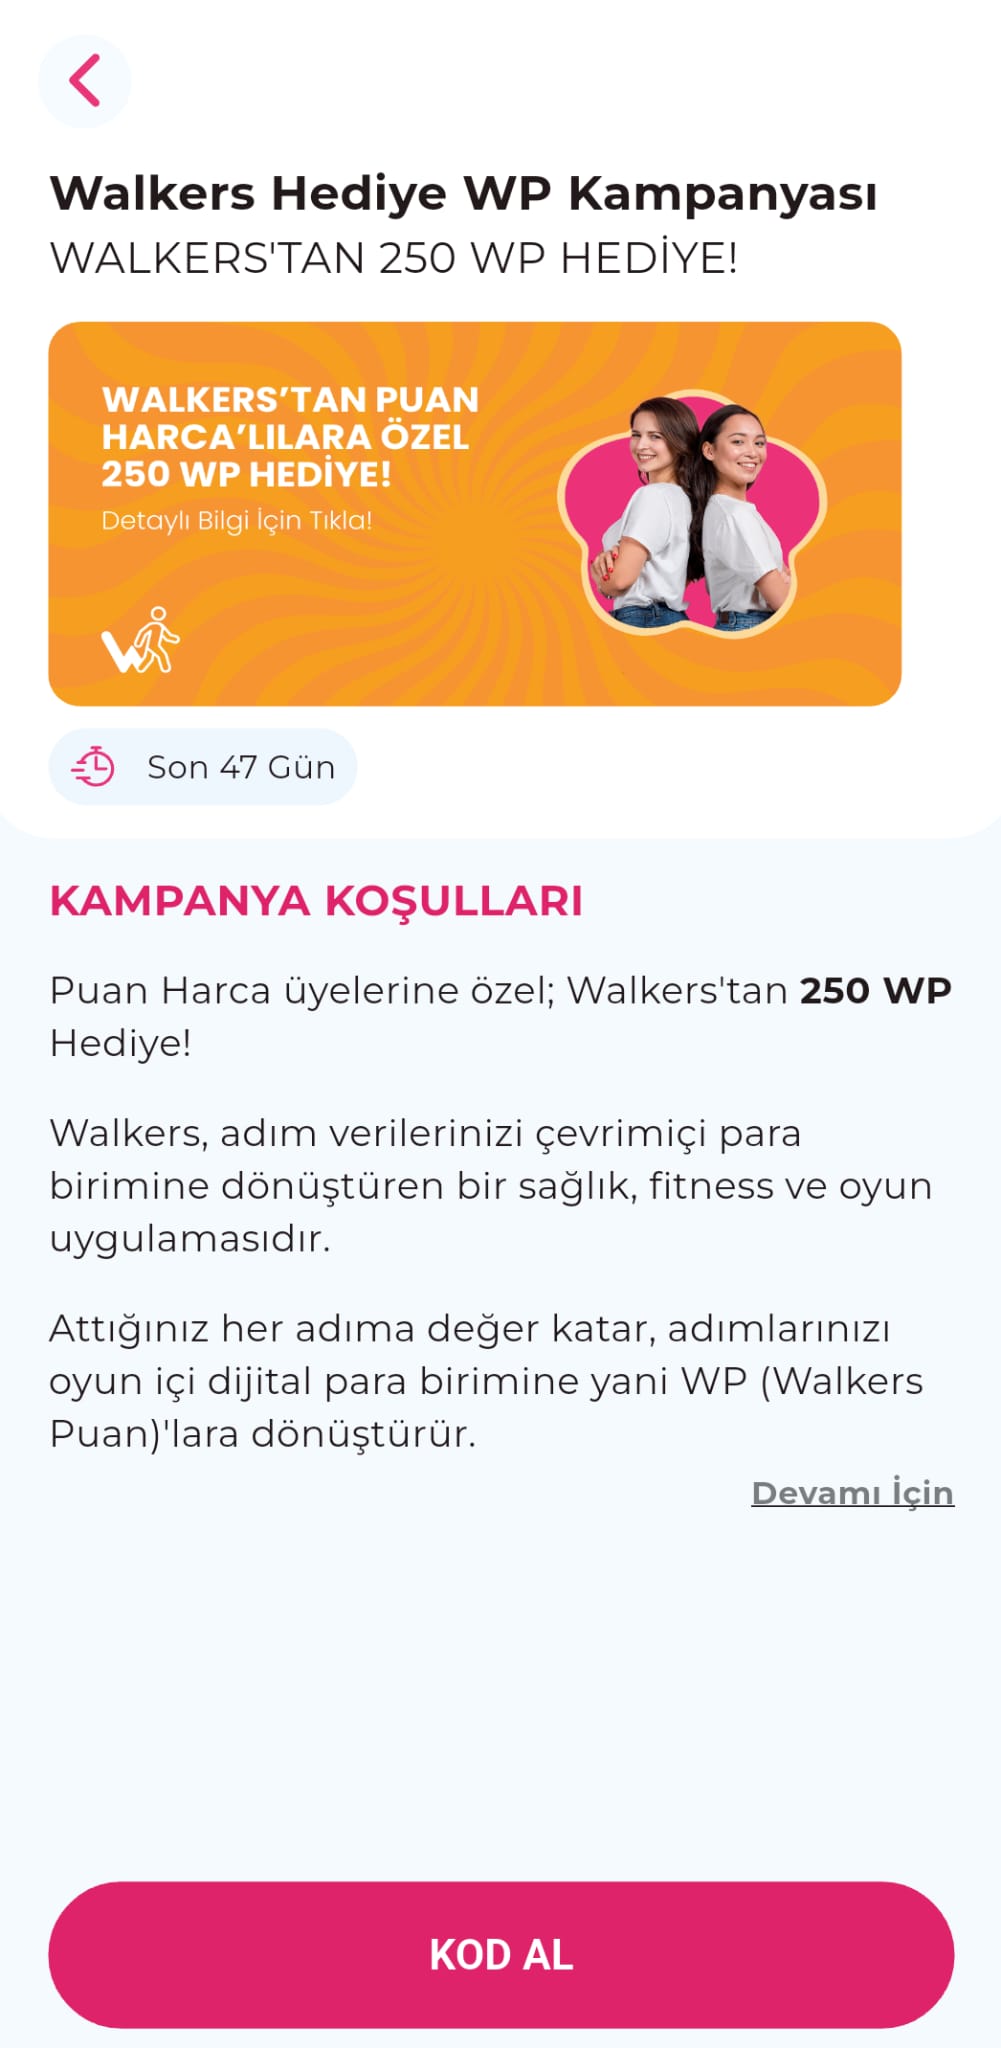 Walkers Hediye WP Kampanyası
WALKERS'TAN 250 WP HEDİYE!
WALKERS’TAN PUAN
HARCA’LILARA ÖZEL
250 WP HEDİYE!
Detaylı Bilgi İçin Tıkla!
Son 47 Gün
KAMPANYA KOŞULLARI
Puan Harca üyelerine özel; Walkers'tan 250 WP
Hediye!
Walkers, adım verilerinizi çevrimiçi para
birimine dönüştüren bir sağlık, fitness ve oyun
uygulamasıdır.
Attığınız her adıma değer katar, adımlarınızı
oyun içi dijital para birimine yani WP (Walkers
Puan)'lara dönüştürür.
Devamı İçin
KOD AL